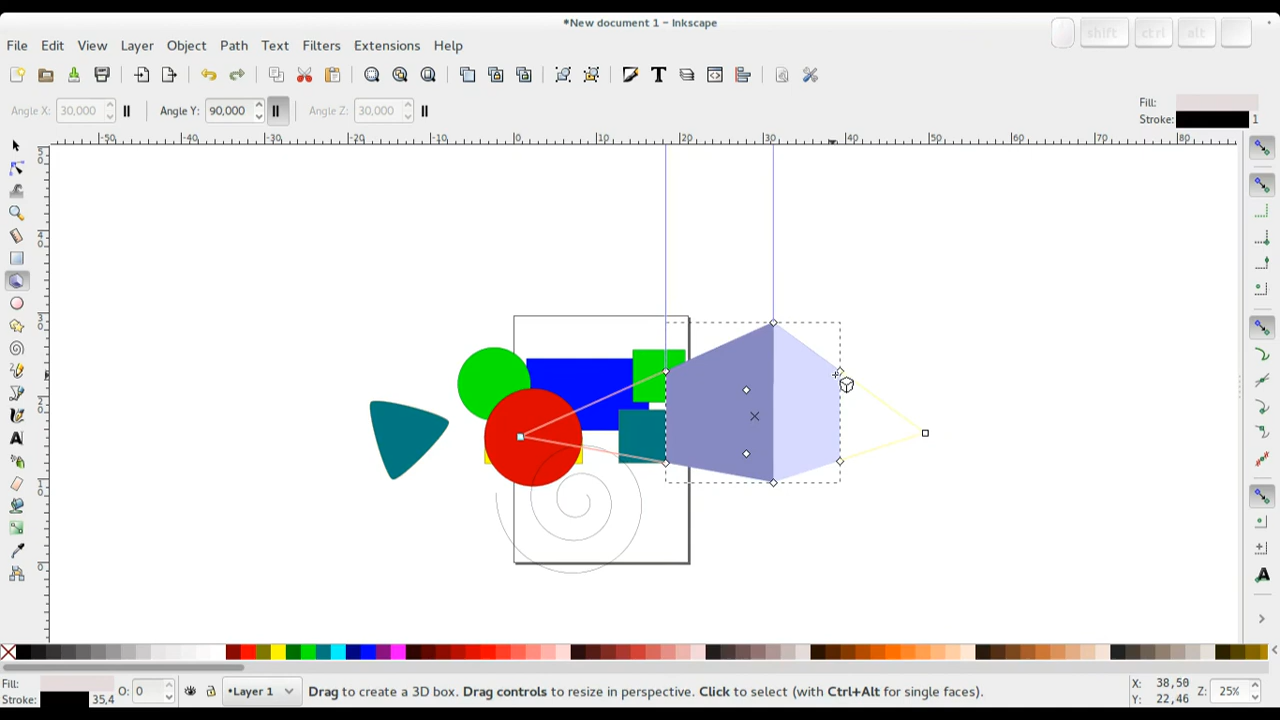 *New document 1 - Inkscape
shift ctrl alt
File Edit View Layer Object Path Text Filters Extensions Help
Angle X: 30,000 Angle Y: 90,000 Angle Z: 30,000 Fill:
Stroke: 1
-50 -40 -30 -20 -10 0 10 20 30 40 50 60 70 80
Fill: O: 0 Layer 1 Drag to create a 3D box. Drag controls to resize in perspective. Click to select (with Ctrl+Alt for single faces). X: 38,50 Z: 25%
Stroke: 35,4 Y: 22,46